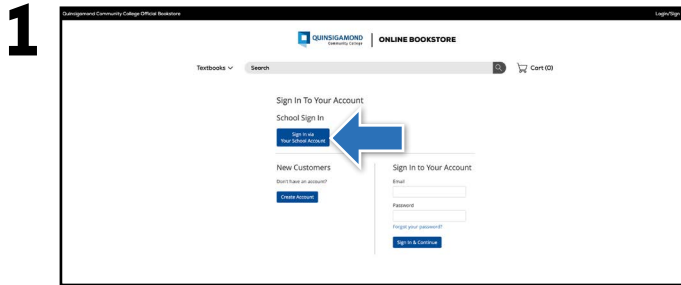 1
Quinsigamond Community College Official Bookstore
Login/Sign
QUINSIGAMOND
Community College
ONLINE BOOKSTORE
Textbooks
Search
Cart (0)
Sign In To Your Account
School Sign In
Sign In via
Your School Account
New Customers
Don't have an account?
Create Account
Sign In to Your Account
Email
Password
Forgot your password?
Sign In & Continue